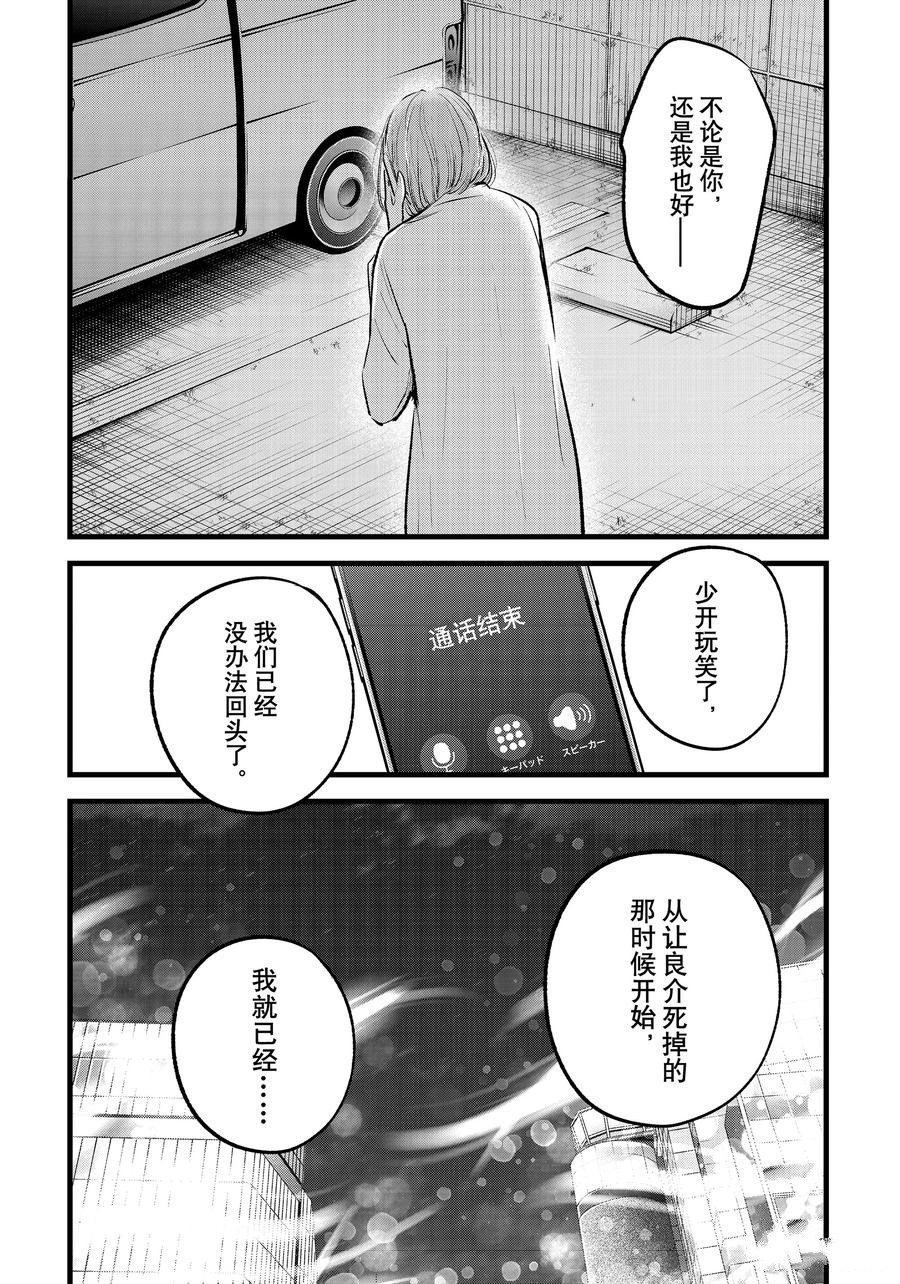 不论是你，
还是我也好——
少开玩笑了，
通话结束
スピーカー
キーパッド
我们已经
没办法回头了。
从让良介死掉的
那时候开始，
我就已经……